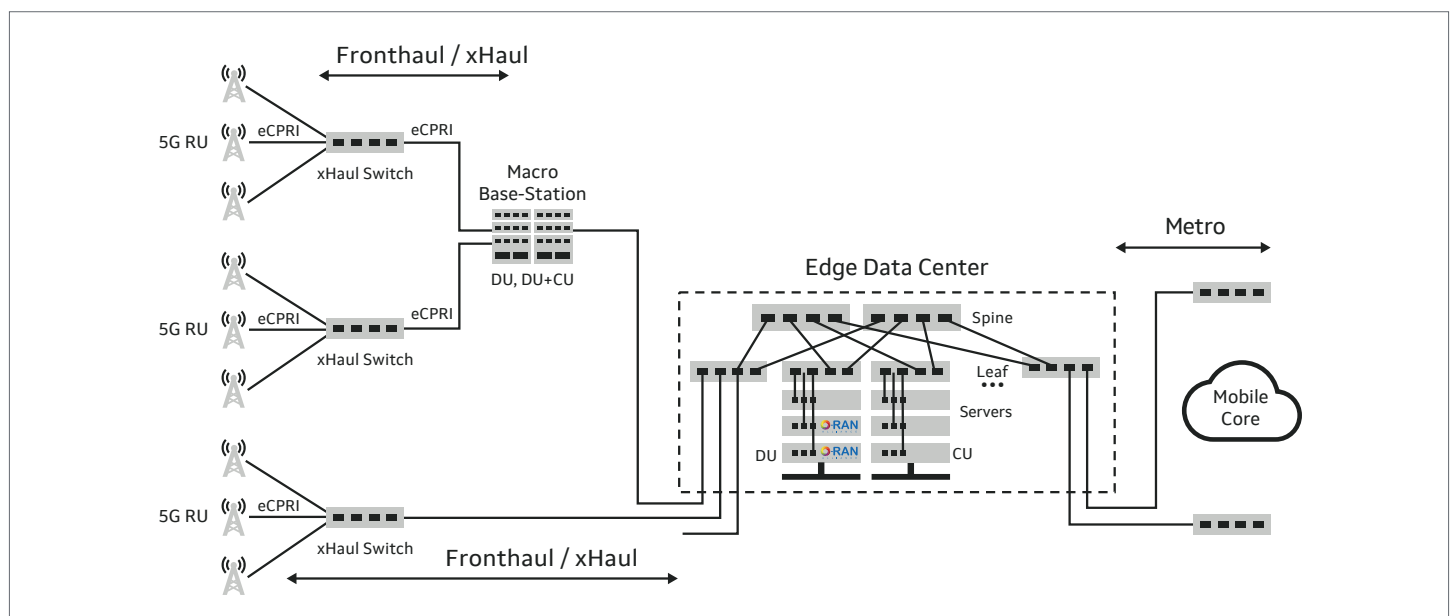 Fronthaul / xHaul
5G RU
eCPRI
eCPRI
xHaul Switch
Macro
Base-Station
DU, DU+CU
5G RU
eCPRI
eCPRI
xHaul Switch
Edge Data Center
Metro
Spine
Leaf
Servers
O-RAN
DU
O-RAN
CU
Mobile
Core
5G RU
eCPRI
xHaul Switch
Fronthaul / xHaul